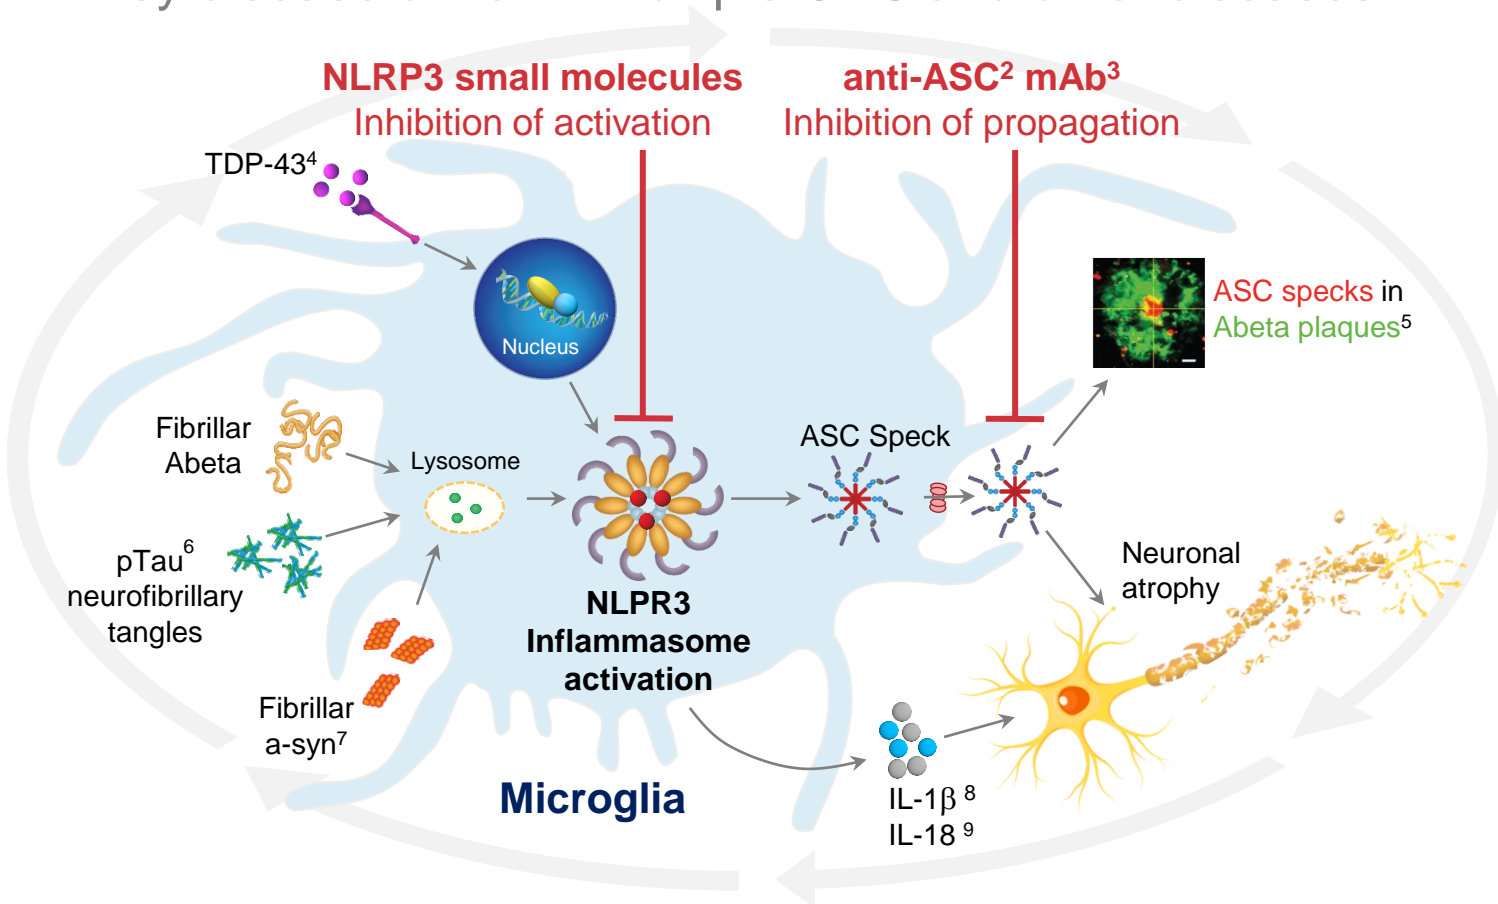 NLRP3 small molecules
Inhibition of activation
anti-ASC² mAb³
Inhibition of propagation
TDP-43⁴
Nucleus
ASC specks in
Abeta plaques⁵
Fibrillar
Abeta
Lysosome
ASC Speck
pTau⁶
neurofibrillary
tangles
NLPR3
Inflammasome
activation
Neuronal
atrophy
Fibrillar
a-syn⁷
Microglia
IL-1β ⁸
IL-18 ⁹